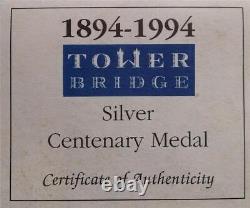 1894-1994
TOWER
BRIDGE
Silver
Centenary Medal
Certificate of Authenticity